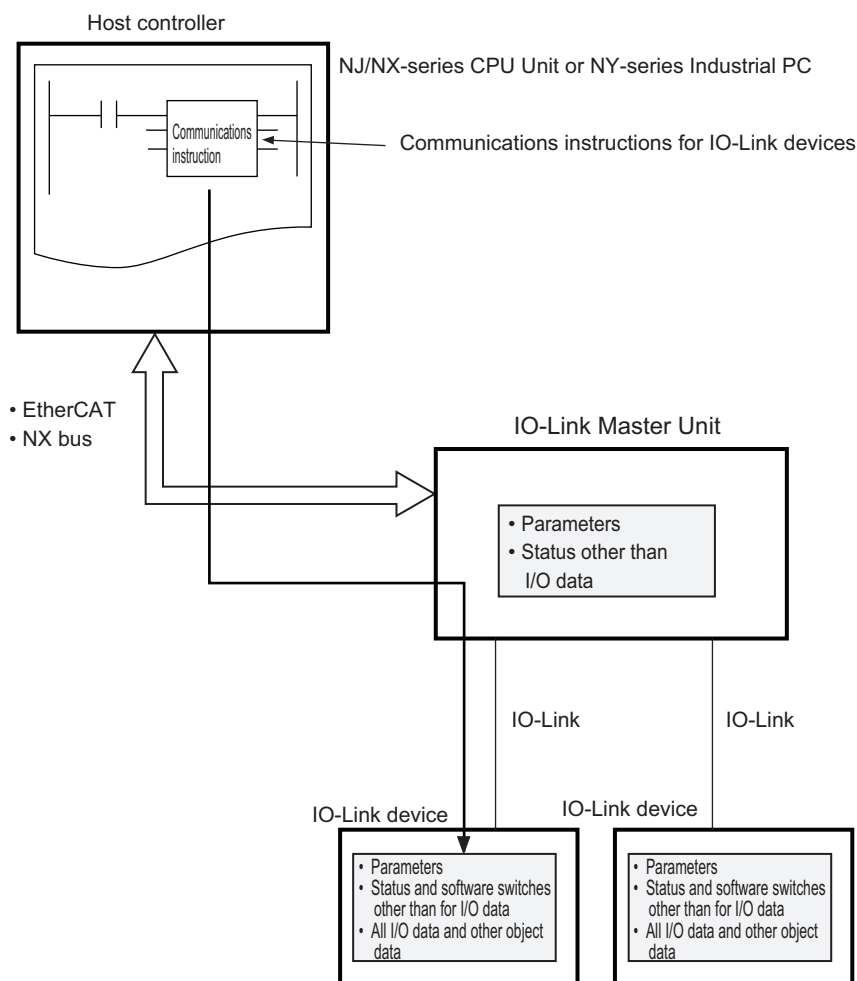 Host controller
NJ/NX-series CPU Unit or NY-series Industrial PC
Communications
instruction
Communications instructions for IO-Link devices
• EtherCAT
• NX bus
IO-Link Master Unit
• Parameters
• Status other than
I/O data
IO-Link
IO-Link
IO-Link device
• Parameters
• Status and software switches
other than for I/O data
• All I/O data and other object
data
IO-Link device
• Parameters
• Status and software switches
other than for I/O data
• All I/O data and other object
data